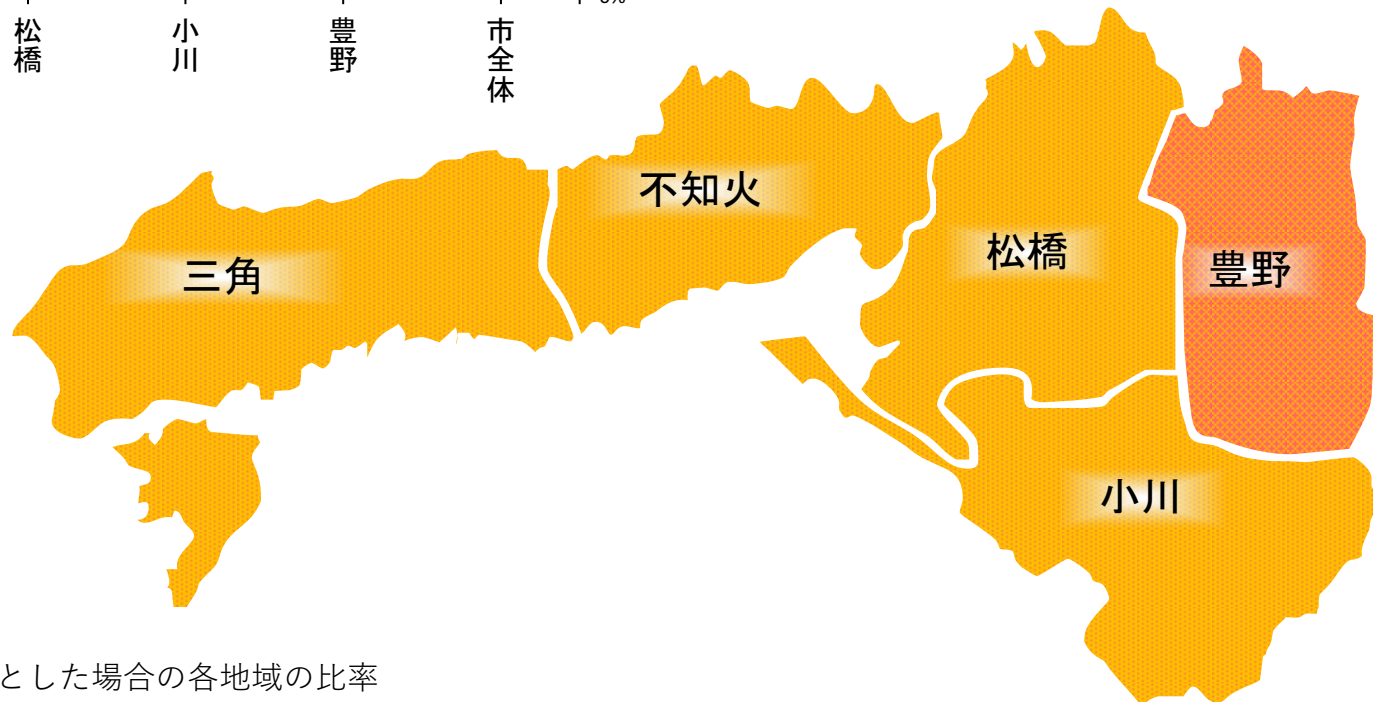 松橋
小川
豊野
市全体
不知火
松橋
豊野
三角
小川
とした場合の各地域の比率